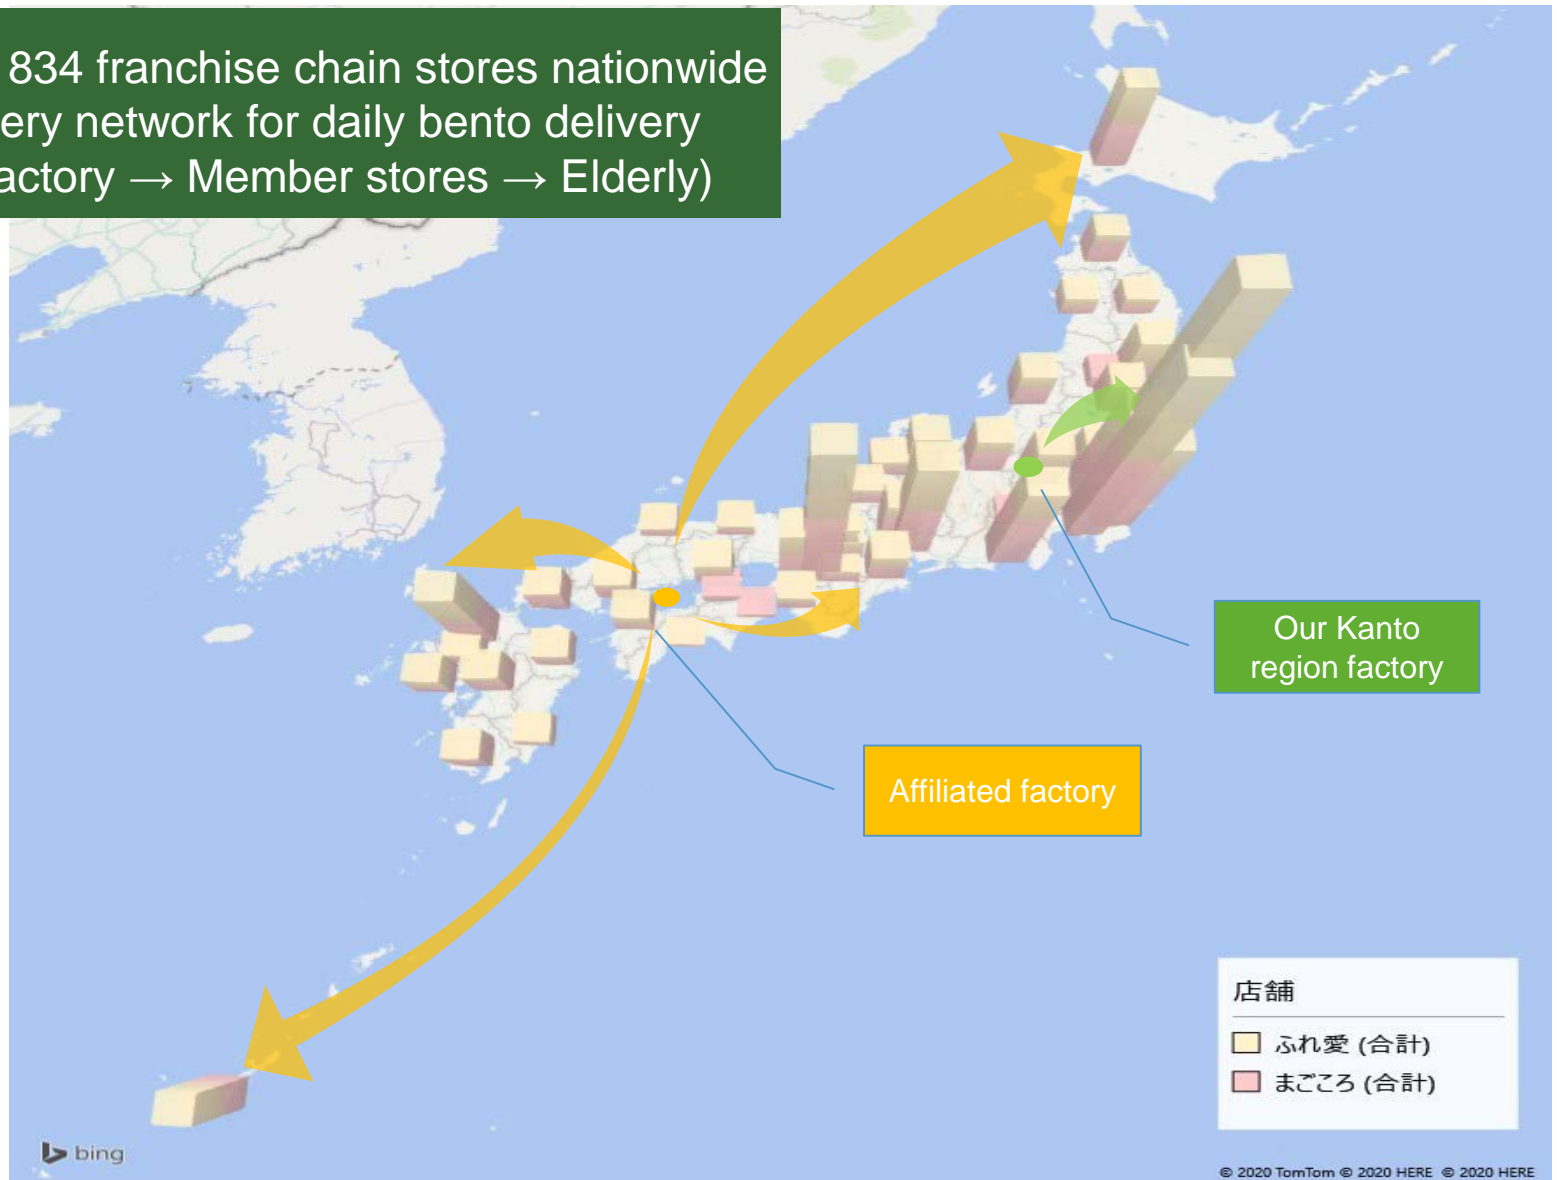 834 franchise chain stores nationwide
ery network for daily bento delivery
actory → Member stores → Elderly)
Our Kanto
region factory
Affiliated factory
店舗
ふれ愛 (合計)
まごころ (合計)
bing
© 2020 TomTom © 2020 HERE © 2020 HERE